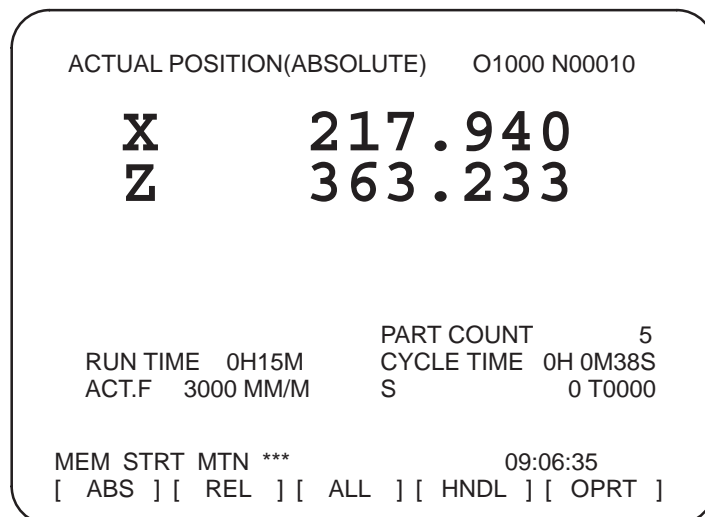 ACTUAL POSITION(ABSOLUTE) O1000 N00010
X 217.940
Z 363.233
PART COUNT 5
RUN TIME 0H15M CYCLE TIME 0H 0M38S
ACT.F 3000 MM/M S 0 T0000
MEM STRT MTN *** 09:06:35
[ ABS ] [ REL ] [ ALL ] [ HNDL ] [ OPRT ]